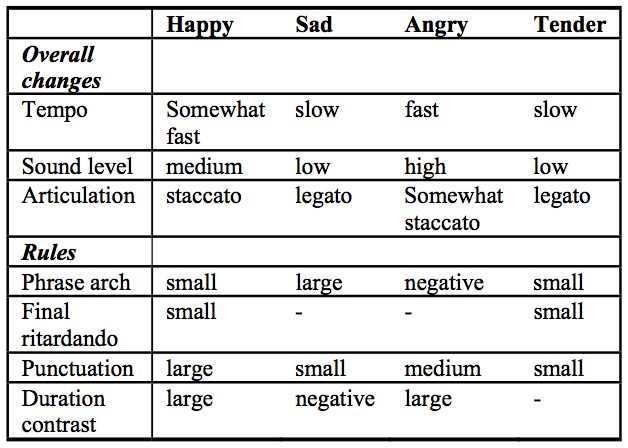 Happy Sad Angry Tender
Overall
changes
Tempo Somewhat slow fast slow
fast
Sound level medium low high low
Articulation staccato legato Somewhat legato
staccato
Rules
Phrase arch small large negative small
Final small - - small
ritardando
Punctuation large small medium small
Duration large negative large -
contrast